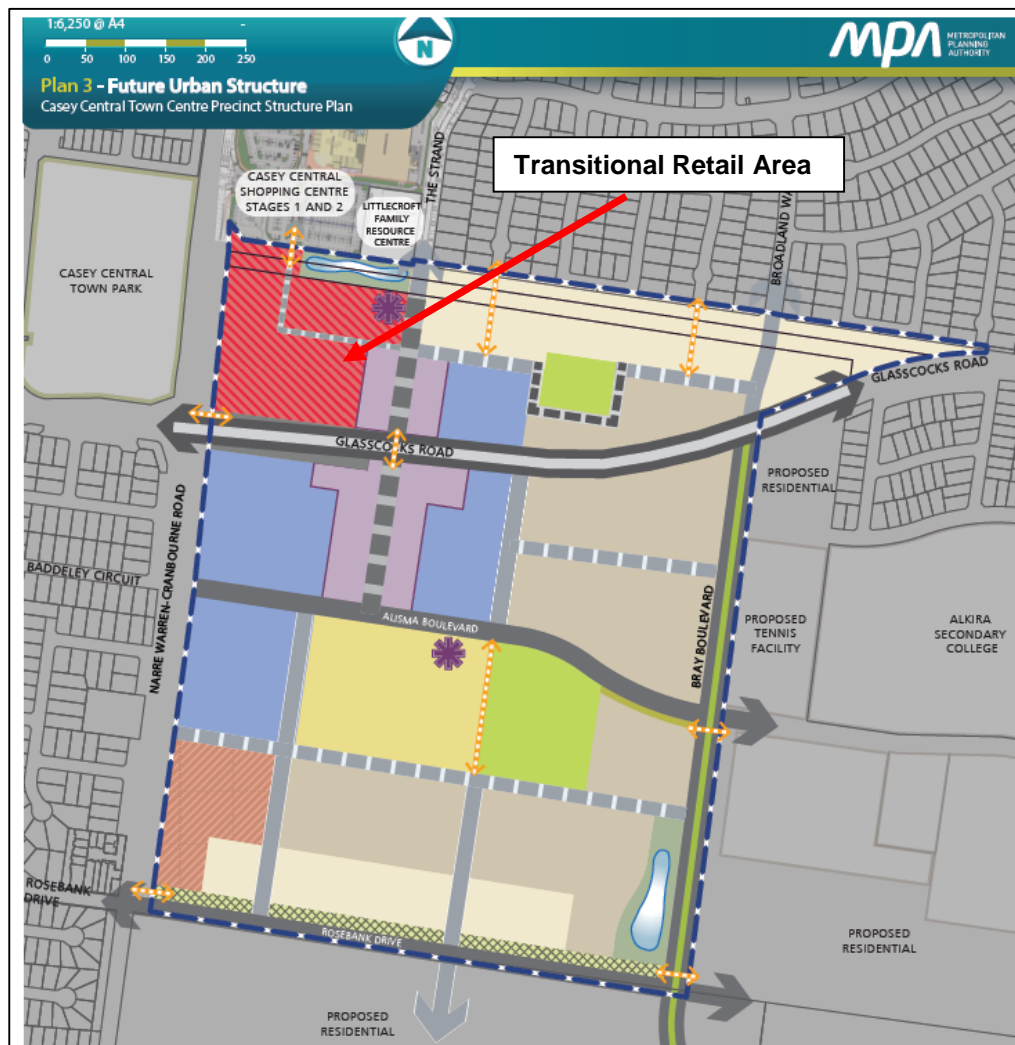 1:6,250 @ A4
0 50 100 150 200 250
Plan 3 - Future Urban Structure
Casey Central Town Centre Precinct Structure Plan
N
MPA
METROPOLITAN
PLANNING
AUTHORITY
Transitional Retail Area
CASEY CENTRAL
SHOPPING CENTRE
STAGES 1 AND 2
THE STRAND
LITTLECROFT
FAMILY
RESOURCE
CENTRE
BROADLAND WA
CASEY CENTRAL
TOWN PARK
GLASSCOCKS ROAD
GLASSCOCKS ROAD
PROPOSED
RESIDENTIAL
NARRE WARREN-CRANBOURNE ROAD
BADDELEY CIRCUIT
ALISMA BOULEVARD
BRAY BOULEVARD
PROPOSED
TENNIS
FACILITY
ALKIRA
SECONDARY
COLLEGE
ROSEBANK
DRIVE
ROSEBANK DRIVE
PROPOSED
RESIDENTIAL
PROPOSED
RESIDENTIAL